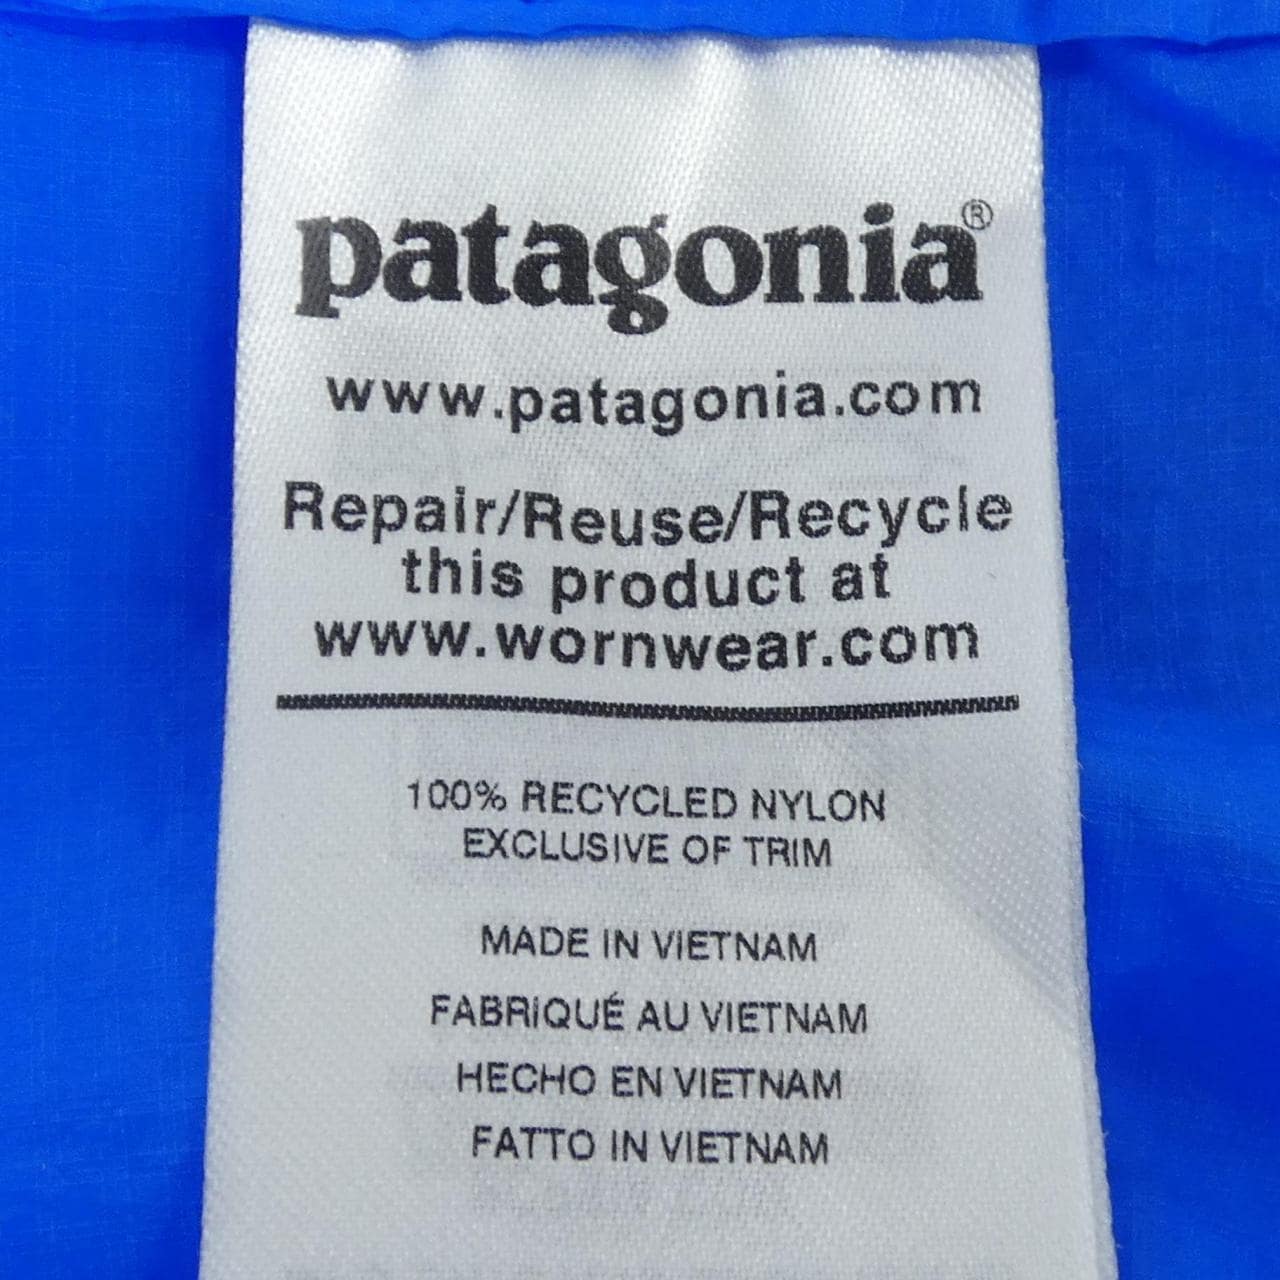 patagonia®
www.patagonia.com
Repair/Reuse/Recycle
this product at
www.wornwear.com
100% RECYCLED NYLON
EXCLUSIVE OF TRIM
MADE IN VIETNAM
FABRIQUÉ AU VIETNAM
HECHO EN VIETNAM
FATTO IN VIETNAM